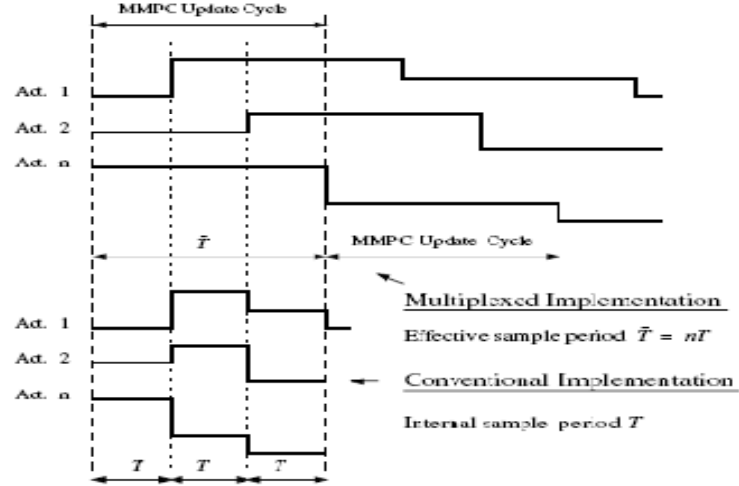 MMPC Update Cycle
Act. 1
Act. 2
Act. n
T̄
MMPC Update Cycle
Multiplexed Implementation
Act. 1
Effective sample period T̄ = nT
Act. 2
Conventional Implementation
Act. n
Internal sample period T
T T T